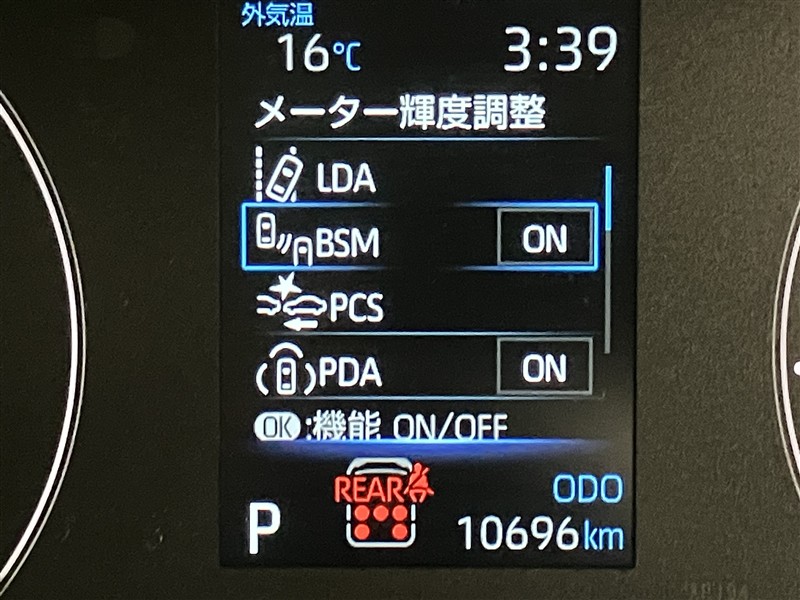 外気温
16℃ 3:39
メーター輝度調整
LDA
BSM ON
PCS
PDA ON
OK:機能 ON/OFF
REAR
ODO
P 10696km